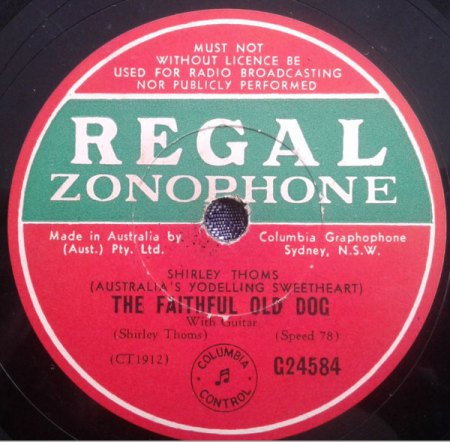 MUST NOT
WITHOUT LICENCE BE
USED FOR RADIO BROADCASTING
NOR PUBLICLY PERFORMED
REGAL
ZONOPHONE
Made in Australia by Columbia Graphophone
(Aust.) Pty. Ltd. Sydney, N.S.W.
SHIRLEY THOMS
(AUSTRALIA'S YODELLING SWEETHEART)
THE FAITHFUL OLD DOG
With Guitar
(Shirley Thoms) (Speed 78)
(CT1912) G24584
COLUMBIA
CONTROL